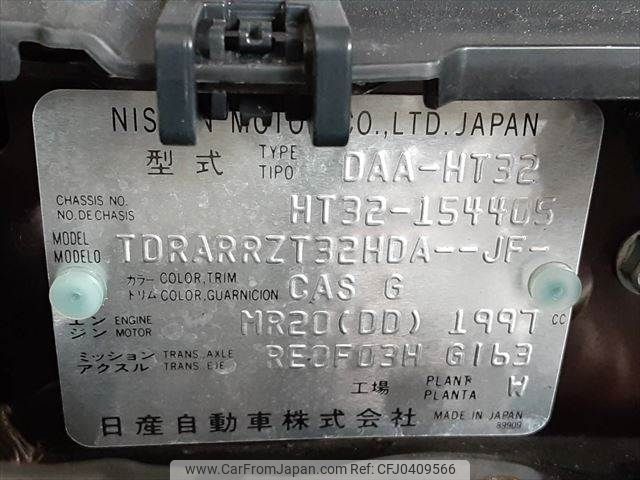 NISSAN MOTOR CO.,LTD. JAPAN
型式 TYPE TIPO DAA-HT32
CHASSIS NO. NO.DE CHASIS HT32-154405
MODEL MODELO TDRARRZT32HDA--JF-
カラー COLOR,TRIM トリム COLOR,GUARNICION CAS G
エンジン ENGINE MOTOR MR20(DD) 1997 CC
ミッション アクスル TRANS.AXLE TRANS.EJE RE0F03H G163
工場 PLANT PLANTA W
日産自動車株式会社 MADE IN JAPAN
89909
www.CarFromJapan.com (Ref No. CFJ0409566)